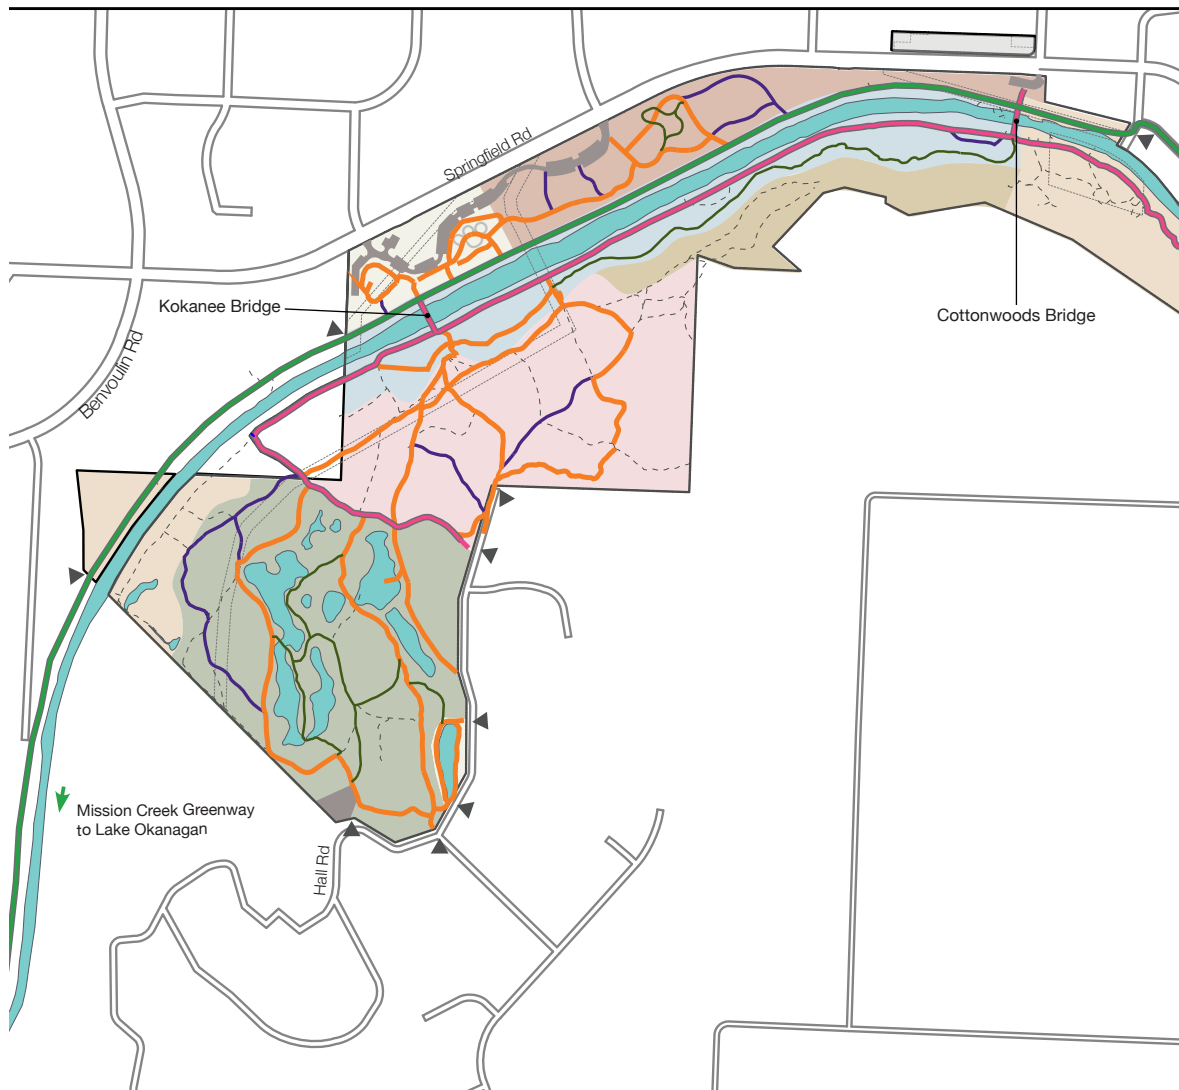 Springfield Rd
Kokanee Bridge
Cottonwoods Bridge
Benvoulin Rd
Mission Creek Greenway
to Lake Okanagan
Hall Rd